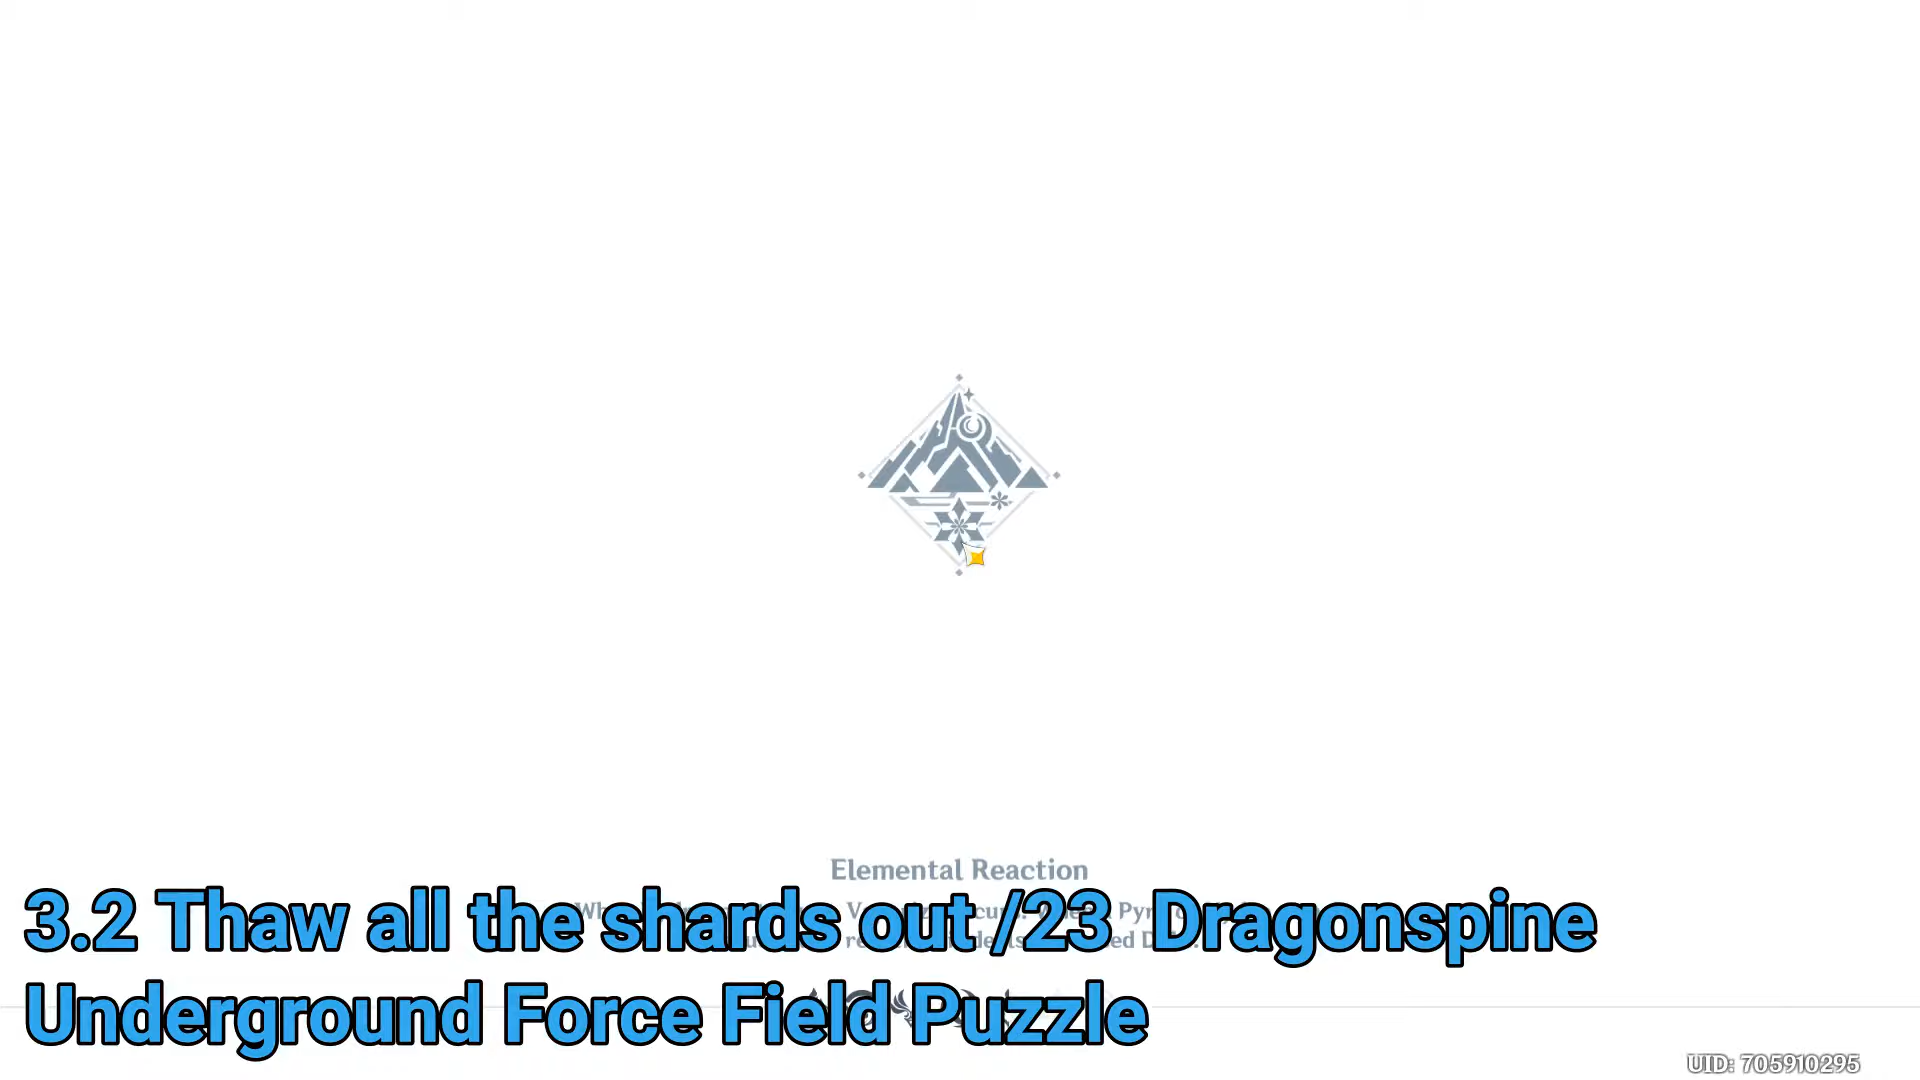 Elemental Reaction
3.2 Thaw all the shards out /23 Dragonspine
Underground Force Field Puzzle
UID: 705910295